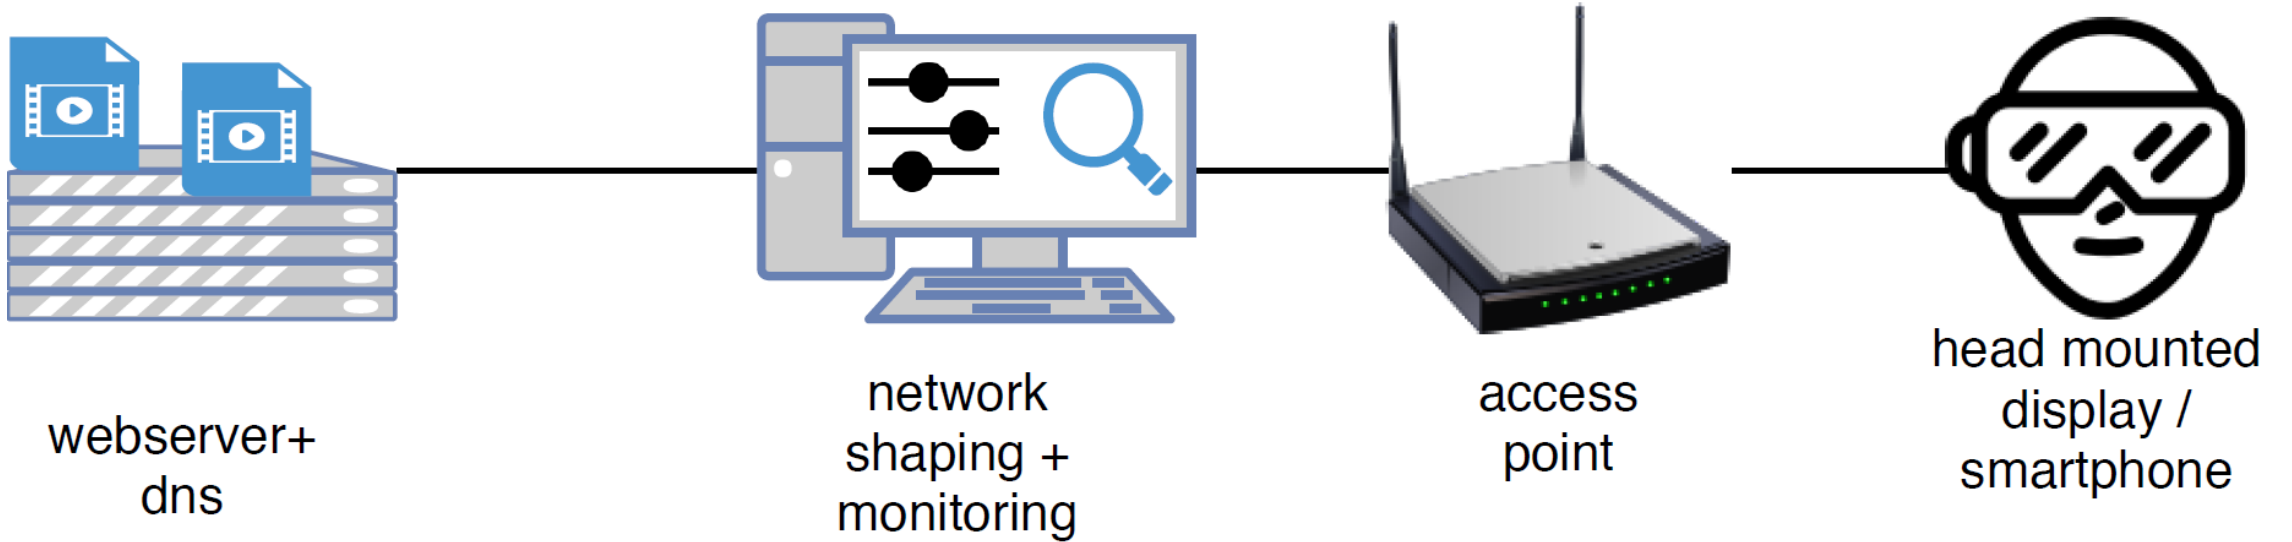 webserver+
dns
network
shaping +
monitoring
access
point
head mounted
display /
smartphone